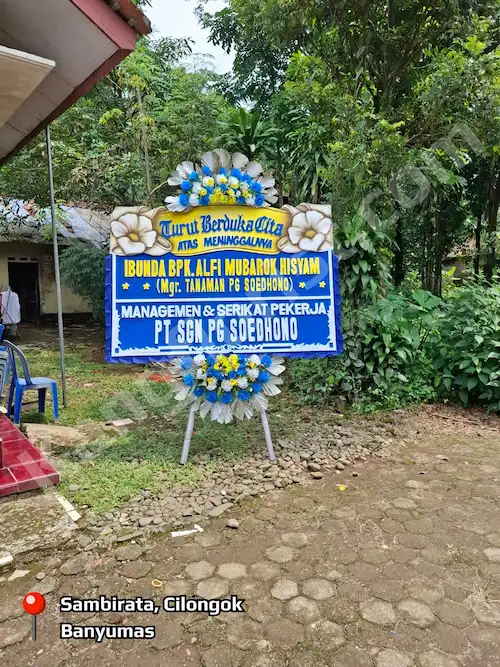 Turut Berduka Cita
ATAS MENINGGALNYA
IBUNDA BPK. ALFI MUBAROK HISYAM
(Mgr. TANAMAN PG SOEDHONO)
MANAGEMEN & SERIKAT PEKERJA
PT SGN PG SOEDHONO
Sambirata, Cilongok
Banyumas